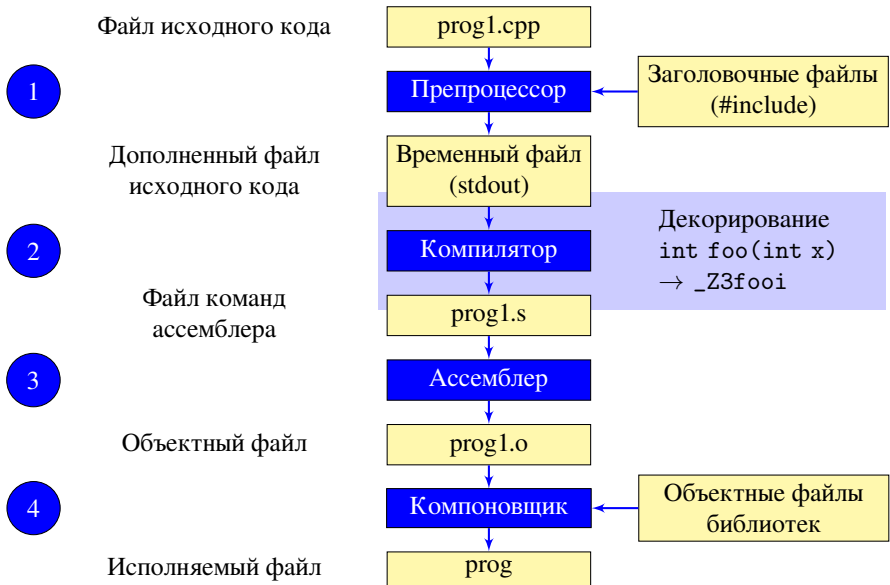 Файл исходного кода
prog1.cpp
1
Препроцессор
Заголовочные файлы
(#include)
Дополненный файл
исходного кода
Временный файл
(stdout)
2
Компилятор
Декорирование
int foo(int x)
→ _Z3fooi
Файл команд
ассемблера
prog1.s
3
Ассемблер
Объектный файл
prog1.o
4
Компоновщик
Объектные файлы
библиотек
Исполняемый файл
prog